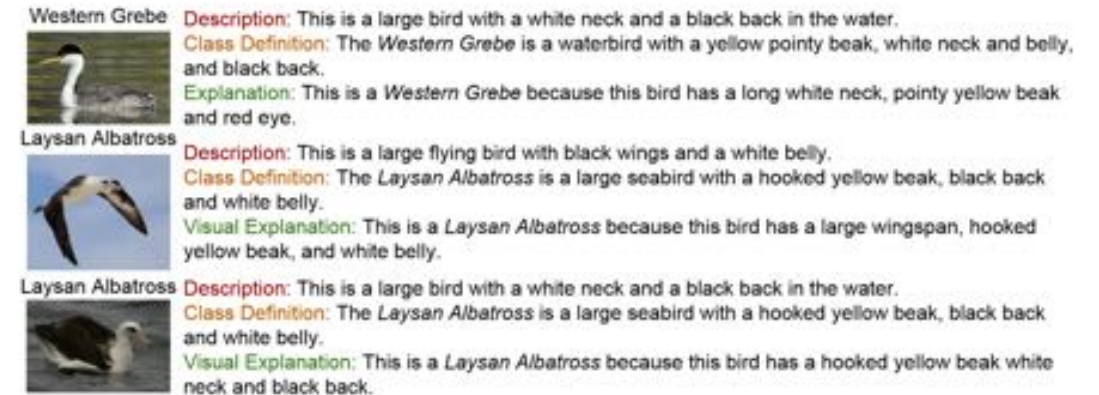 Western Grebe
Description: This is a large bird with a white neck and a black back in the water.
Class Definition: The Western Grebe is a waterbird with a yellow pointy beak, white neck and belly,
and black back.
Explanation: This is a Western Grebe because this bird has a long white neck, pointy yellow beak
and red eye.
Laysan Albatross
Description: This is a large flying bird with black wings and a white belly.
Class Definition: The Laysan Albatross is a large seabird with a hooked yellow beak, black back
and white belly.
Visual Explanation: This is a Laysan Albatross because this bird has a large wingspan, hooked
yellow beak, and white belly.
Laysan Albatross
Description: This is a large bird with a white neck and a black back in the water.
Class Definition: The Laysan Albatross is a large seabird with a hooked yellow beak, black back
and white belly.
Visual Explanation: This is a Laysan Albatross because this bird has a hooked yellow beak white
neck and black back.